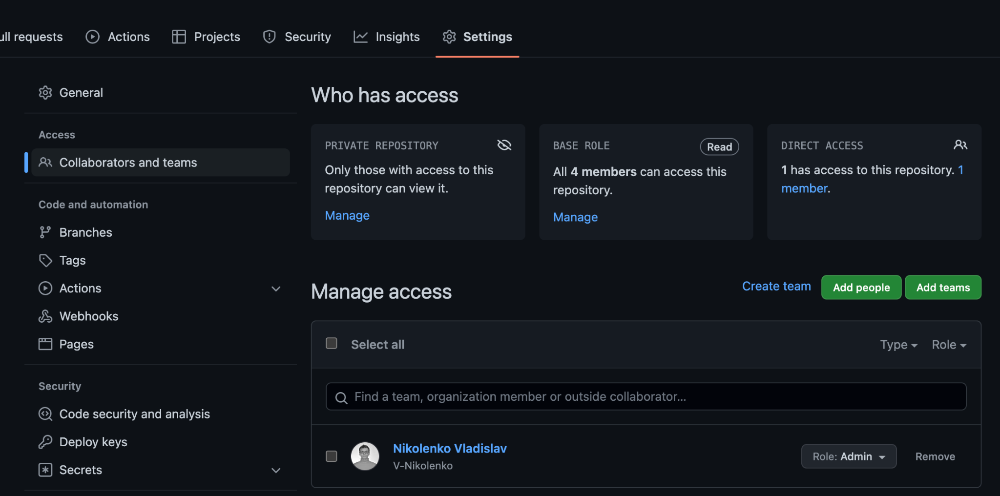 ull requests
Actions
Projects
Security
Insights
Settings
General
Access
Collaborators and teams
Code and automation
Branches
Tags
Actions
Webhooks
Pages
Security
Code security and analysis
Deploy keys
Secrets
Who has access
PRIVATE REPOSITORY
Only those with access to this
repository can view it.
Manage
BASE ROLE
Read
All 4 members can access this
repository.
Manage
DIRECT ACCESS
1 has access to this repository. 1
member.
Manage access
Create team
Add people
Add teams
Select all
Type
Role
Find a team, organization member or outside collaborator...
Nikolenko Vladislav
V-Nikolenko
Role: Admin
Remove